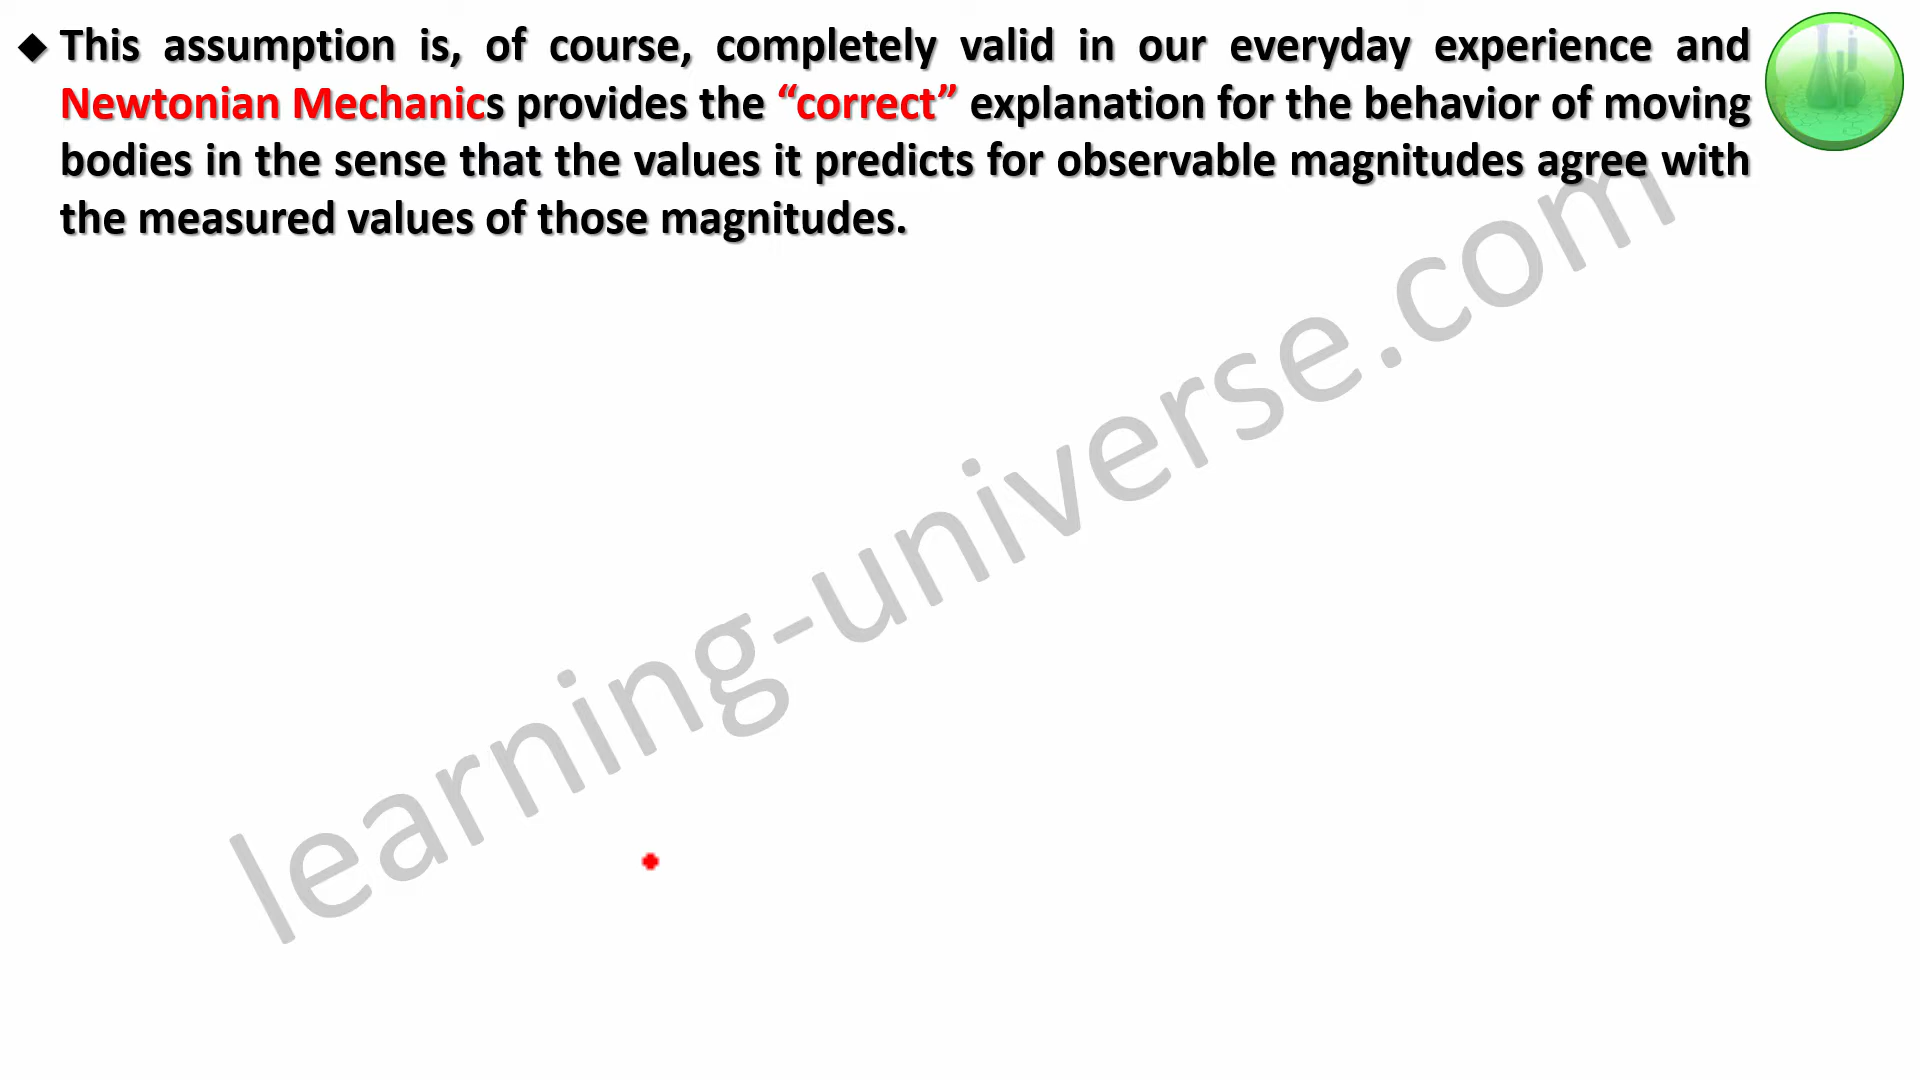 ◆ This assumption is, of course, completely valid in our everyday experience and
Newtonian Mechanics provides the “correct” explanation for the behavior of moving
bodies in the sense that the values it predicts for observable magnitudes agree with
the measured values of those magnitudes.
learning-universe.com